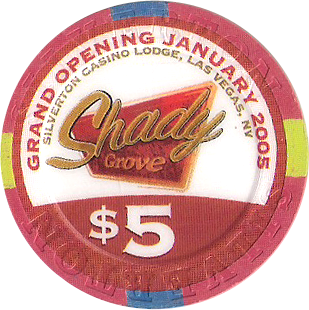 GRAND OPENING JANUARY 2005
SILVERTON CASINO LODGE, LAS VEGAS, NV
Shady
Grove
$5